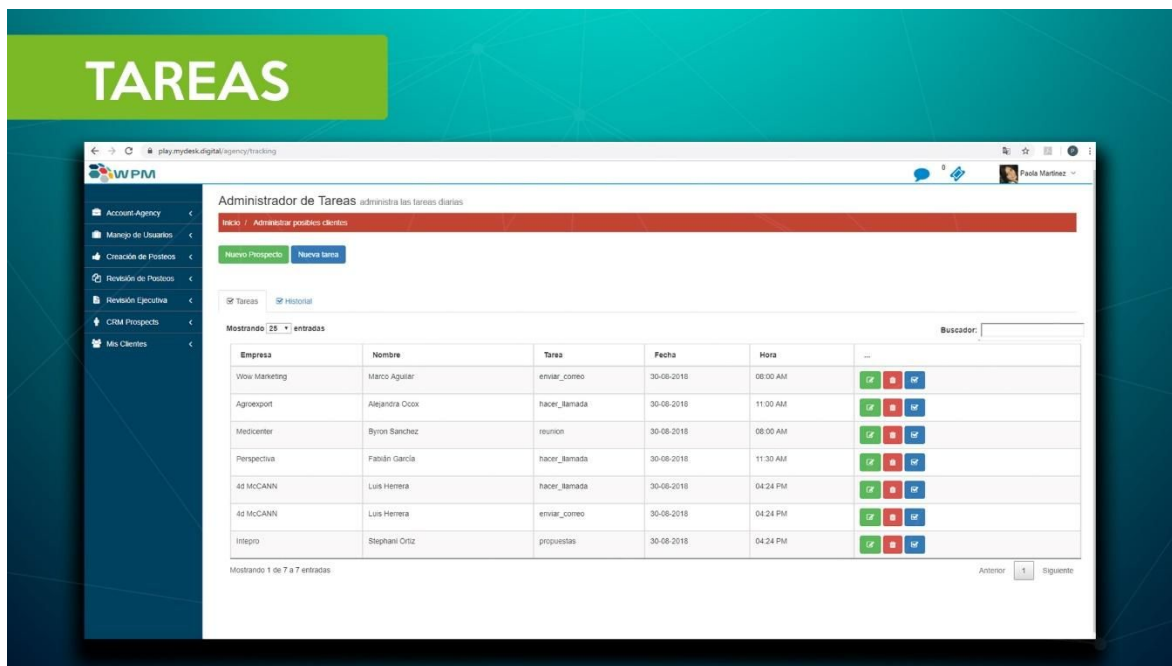 TAREAS
play.mydesk.digital/agency/tracking
WPM
0
Paola Martinez
Account-Agency
Manejo de Usuarios
Creación de Posteos
Revisión de Posteos
Revisión Ejecutiva
CRM Prospects
Mis Clientes
Administrador de Tareas administra las tareas diarias
Inicio / Administrar posibles clientes
Nuevo Prospecto Nueva tarea
Tareas Historial
Mostrando 25 entradas Buscador:
Empresa Nombre Tarea Fecha Hora ...
Wow Marketing Marco Aguilar enviar_correo 30-08-2018 08:00 AM
Agroexport Alejandra Ocox hacer_llamada 30-08-2018 11:00 AM
Medicenter Byron Sanchez reunion 30-08-2018 08:00 AM
Perspectiva Fabián García hacer_llamada 30-08-2018 11:30 AM
4d McCANN Luis Herrera hacer_llamada 30-08-2018 04:24 PM
4d McCANN Luis Herrera enviar_correo 30-08-2018 04:24 PM
Intepro Stephani Ortiz propuestas 30-08-2018 04:24 PM
Mostrando 1 de 7 a 7 entradas Anterior 1 Siguiente